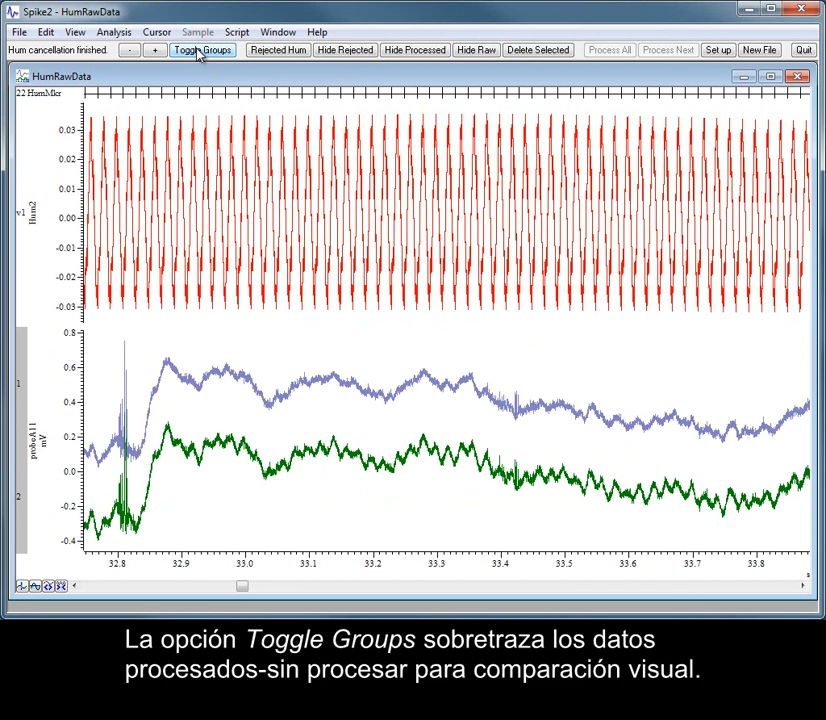 Spike2 - HumRawData
File Edit View Analysis Cursor Sample Script Window Help
Hum cancellation finished. - + Toggle Groups Rejected Hum Hide Rejected Hide Processed Hide Raw Delete Selected Process All Process Next Set up New File Quit
HumRawData
22 HumMkr
0.03
0.02
0.01
v1 Hum2 0.00
-0.01
-0.02
-0.03
0.8
0.6
1 0.4
0.2
probeA11 mV 0.0
2 -0.2
-0.4
32.8 32.9 33.0 33.1 33.2 33.3 33.4 33.5 33.6 33.7 33.8
s
La opción Toggle Groups sobretraza los datos
procesados-sin procesar para comparación visual.